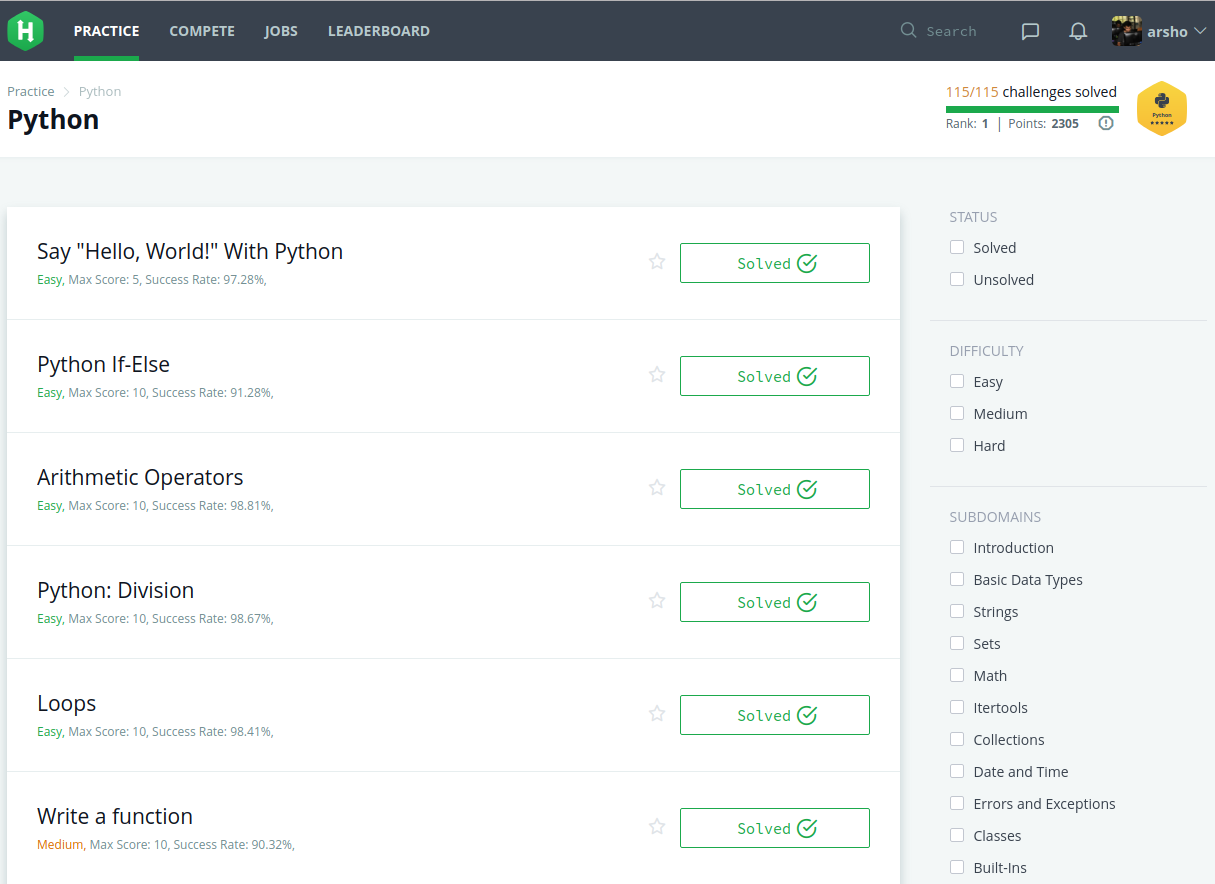 H PRACTICE COMPETE JOBS LEADERBOARD Search arsho
Practice > Python
Python
115/115 challenges solved
Rank: 1 | Points: 2305
Python
Say "Hello, World!" With Python
Easy, Max Score: 5, Success Rate: 97.28%,
Solved
Python If-Else
Easy, Max Score: 10, Success Rate: 91.28%,
Solved
Arithmetic Operators
Easy, Max Score: 10, Success Rate: 98.81%,
Solved
Python: Division
Easy, Max Score: 10, Success Rate: 98.67%,
Solved
Loops
Easy, Max Score: 10, Success Rate: 98.41%,
Solved
Write a function
Medium, Max Score: 10, Success Rate: 90.32%,
Solved
STATUS
Solved
Unsolved
DIFFICULTY
Easy
Medium
Hard
SUBDOMAINS
Introduction
Basic Data Types
Strings
Sets
Math
Itertools
Collections
Date and Time
Errors and Exceptions
Classes
Built-Ins